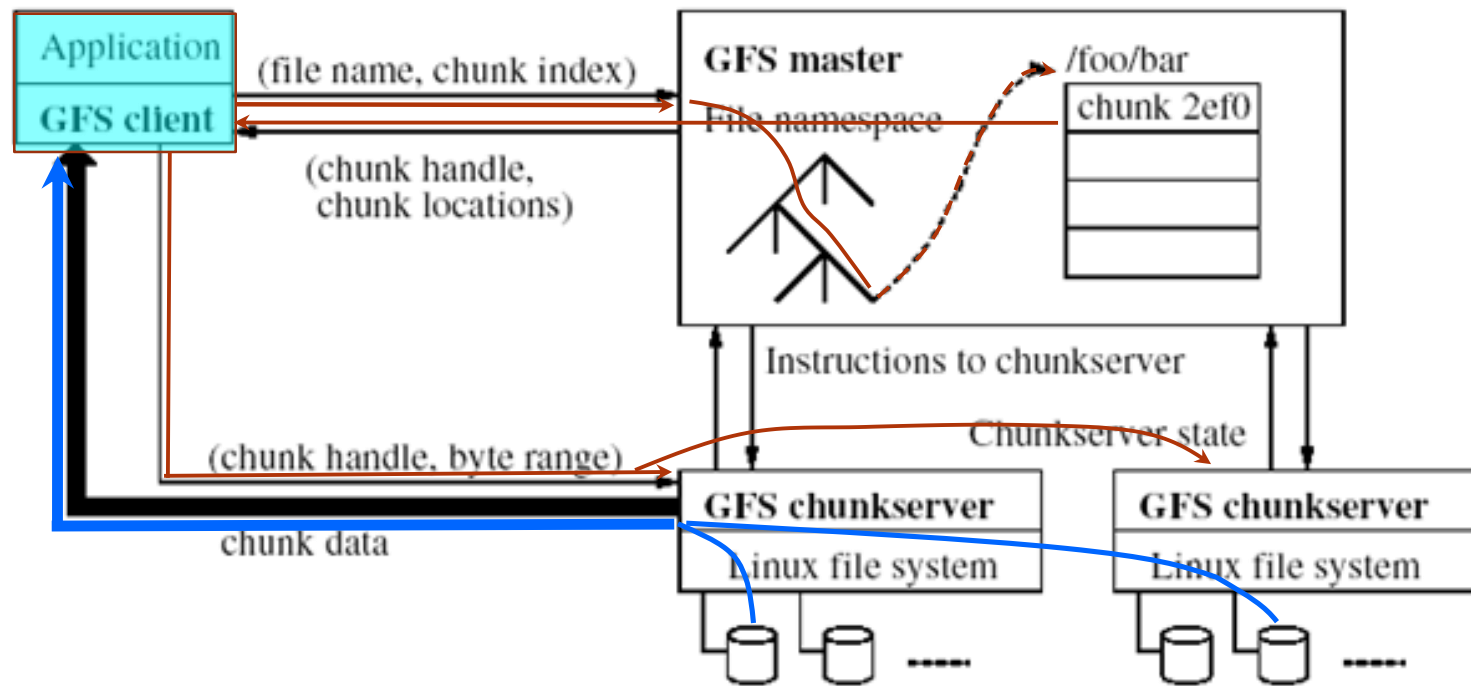 Application
GFS client
(file name, chunk index)
(chunk handle,
chunk locations)
GFS master
File namespace
/foo/bar
chunk 2ef0
Instructions to chunkserver
Chunkserver state
(chunk handle, byte range)
chunk data
GFS chunkserver
Linux file system
GFS chunkserver
Linux file system